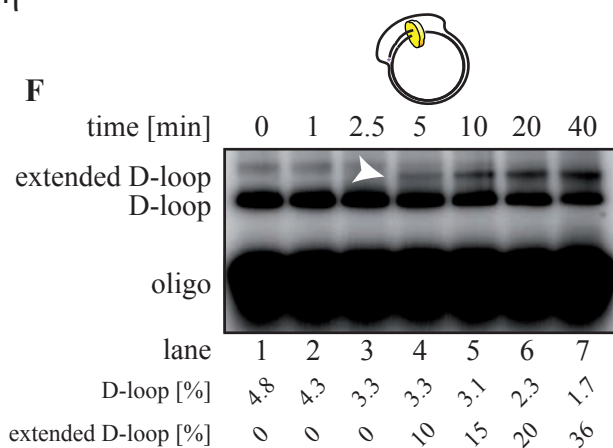 F
time [min] 0 1 2.5 5 10 20 40
extended D-loop
D-loop
oligo
lane 1 2 3 4 5 6 7
D-loop [%] 4.8 4.3 3.3 3.3 3.1 2.3 1.7
extended D-loop [%] 0 0 0 10 15 20 36